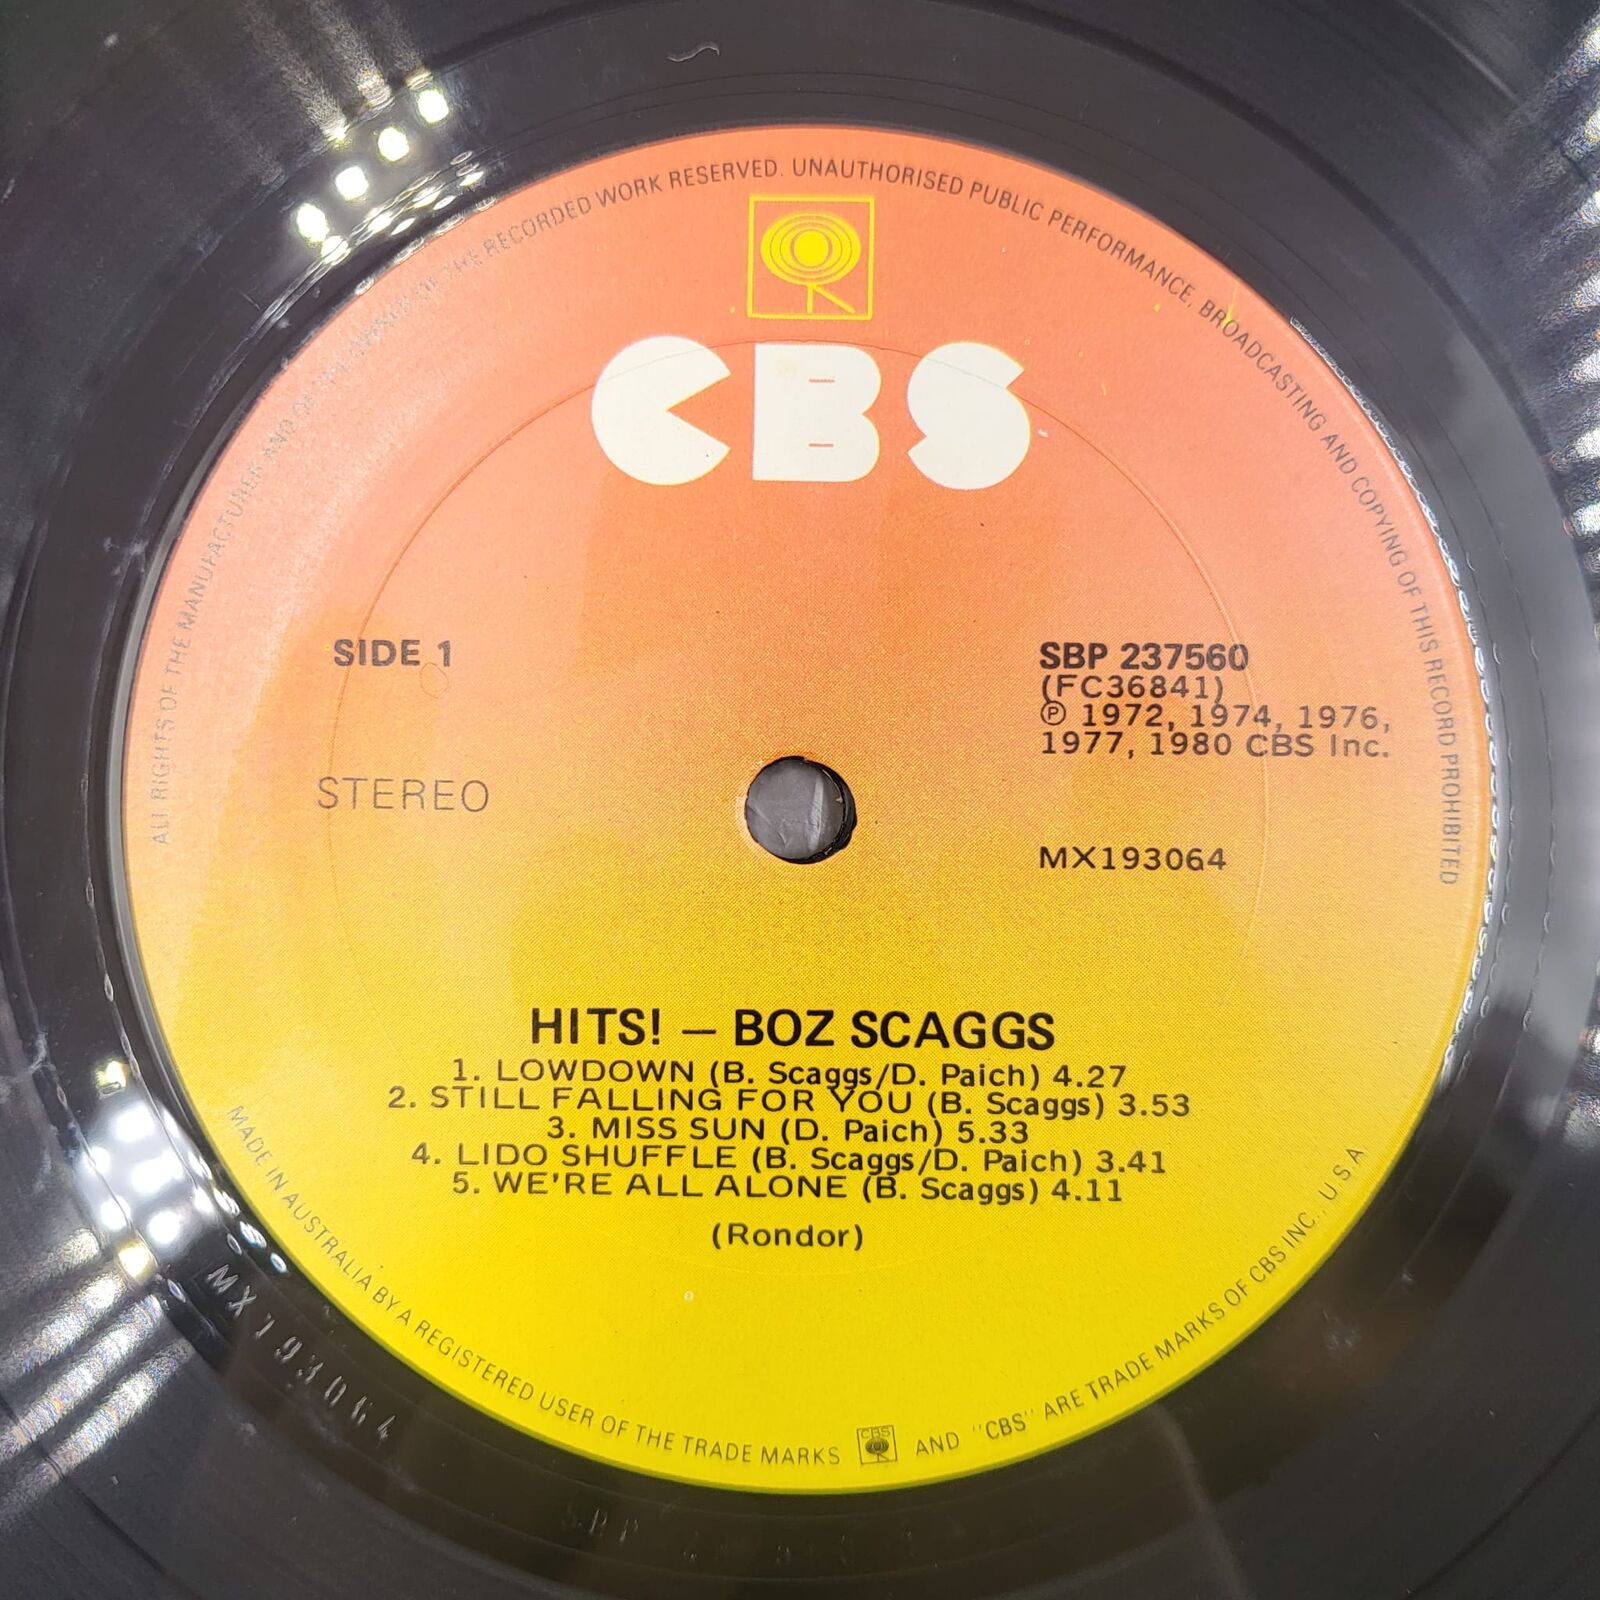 ALL RIGHTS OF THE MANUFACTURER AND OF THE OWNER OF THE RECORDED WORK RESERVED. UNAUTHORISED PUBLIC PERFORMANCE, BROADCASTING AND COPYING OF THIS RECORD PROHIBITED
CBS
SIDE 1
STEREO
SBP 237560
(FC36841)
℗ 1972, 1974, 1976,
1977, 1980 CBS Inc.
MX193064
HITS! — BOZ SCAGGS
1. LOWDOWN (B. Scaggs/D. Paich) 4.27
2. STILL FALLING FOR YOU (B. Scaggs) 3.53
3. MISS SUN (D. Paich) 5.33
4. LIDO SHUFFLE (B. Scaggs/D. Paich) 3.41
5. WE'RE ALL ALONE (B. Scaggs) 4.11
(Rondor)
MADE IN AUSTRALIA BY A REGISTERED USER OF THE TRADE MARKS CBS AND "CBS" ARE TRADE MARKS OF CBS INC., U.S.A
MX 193064
SBP